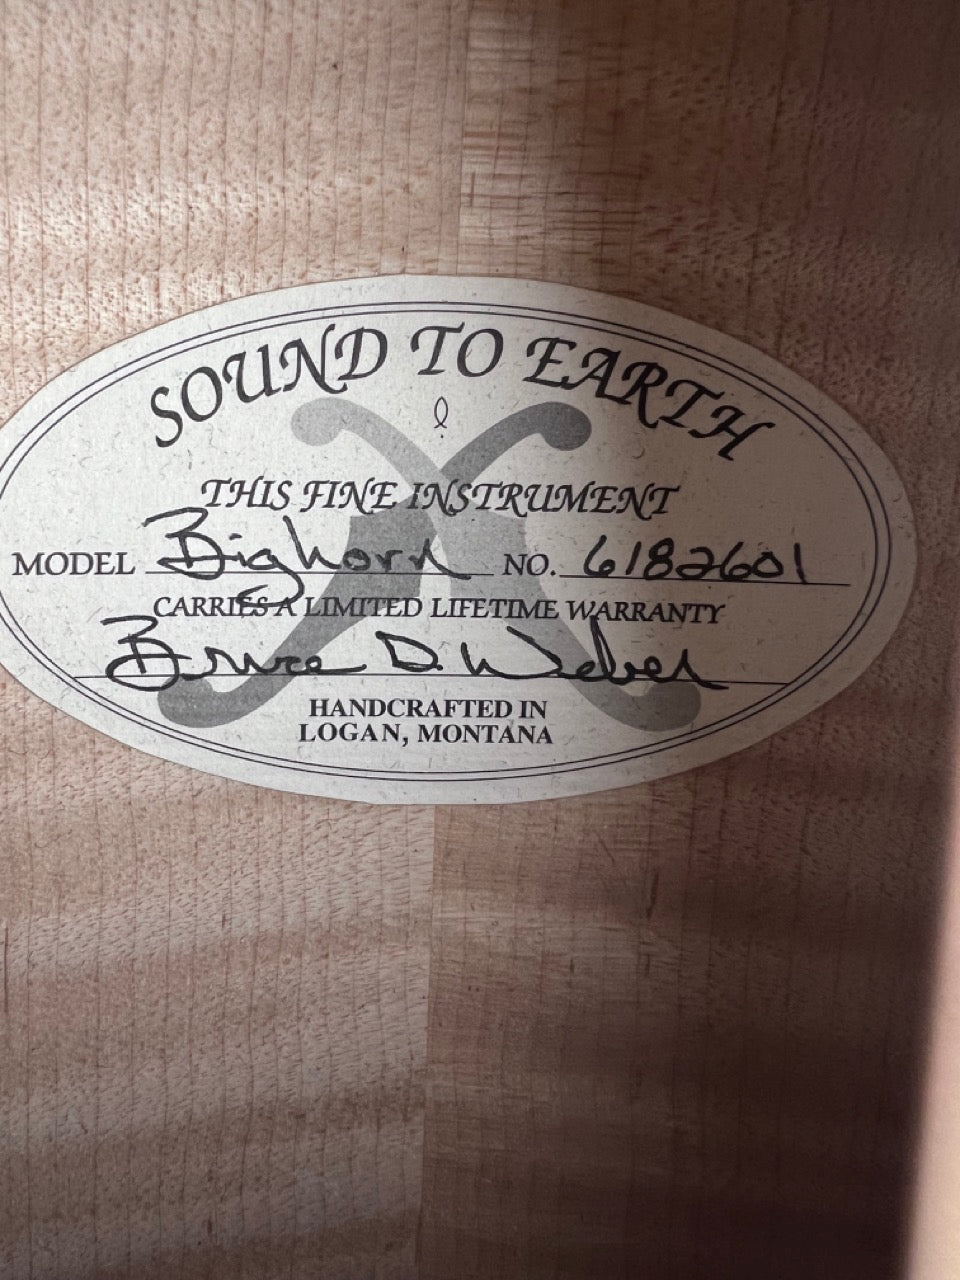 SOUND TO EARTH
THIS FINE INSTRUMENT
MODEL Bighorn NO. 6182601
CARRIES A LIMITED LIFETIME WARRANTY
Bruce D. Weber
HANDCRAFTED IN
LOGAN, MONTANA